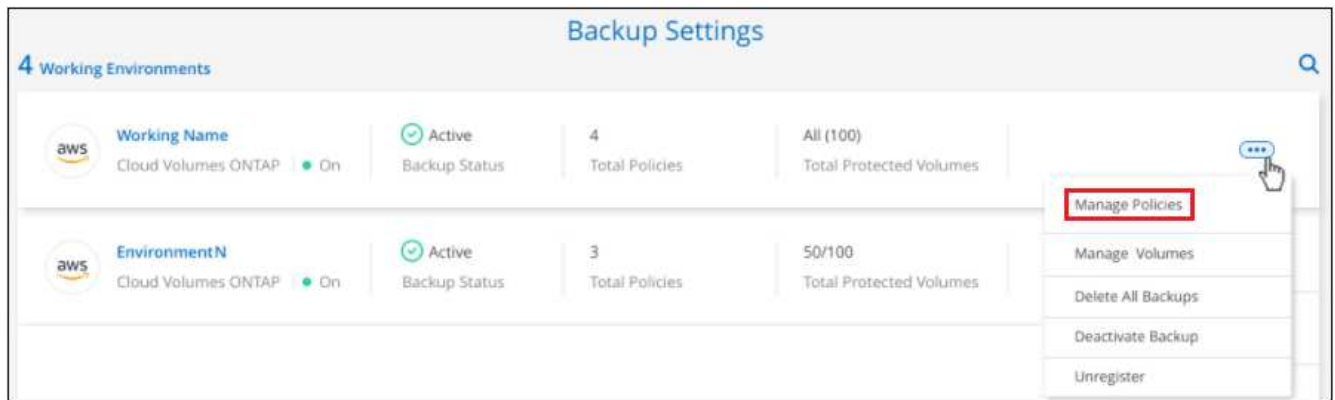 Backup Settings
4 Working Environments
aws
Working Name
Cloud Volumes ONTAP
On
Active
Backup Status
4
Total Policies
All (100)
Total Protected Volumes
Manage Policies
Manage Volumes
Delete All Backups
Deactivate Backup
Unregister
aws
EnvironmentN
Cloud Volumes ONTAP
On
Active
Backup Status
3
Total Policies
50/100
Total Protected Volumes